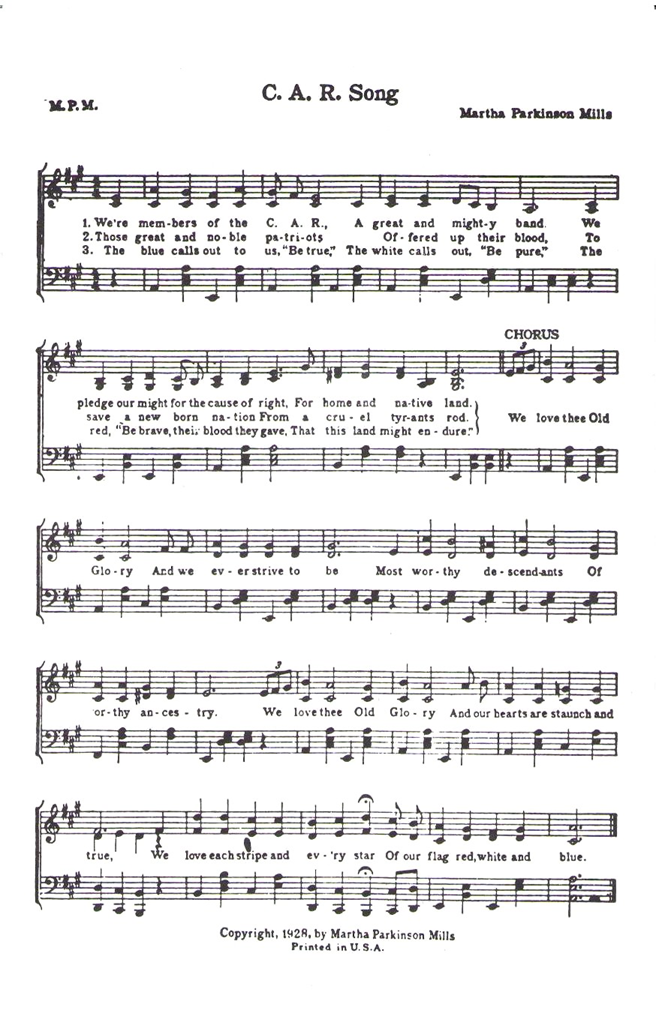 C. A. R. Song
M. P. M.
Martha Parkinson Mills
1. We're mem-bers of the C. A. R., A great and might-y band. We
2. Those great and no-ble pa-tri-ots Of-fered up their blood, To
3. The blue calls out to us, "Be true," The white calls out, "Be pure," The
CHORUS
3
pledge our might for the cause of right, For home and na-tive land.
save a new born na-tion From a cru-el tyrants rod. We love thee Old
red, "Be brave, their blood they gave, That this land might en-dure."
Glo-ry And we ev-er strive to be Most wor-thy de-scend-ants Of
3
or-thy an-ces-try. We love thee Old Glo-ry And our hearts are staunch and
true, We love each stripe and ev-'ry star Of our flag red, white and blue.
Copyright, 1928, by Martha Parkinson Mills
Printed in U. S. A.